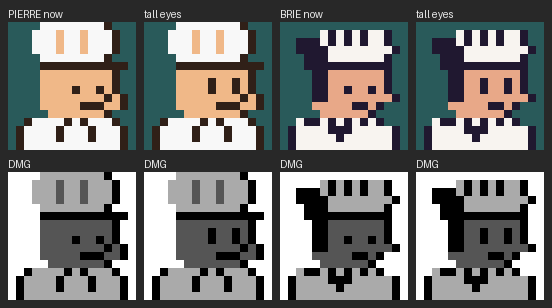 PIERRE now
tall eyes
BRIE now
tall eyes
DMG
DMG
DMG
DMG